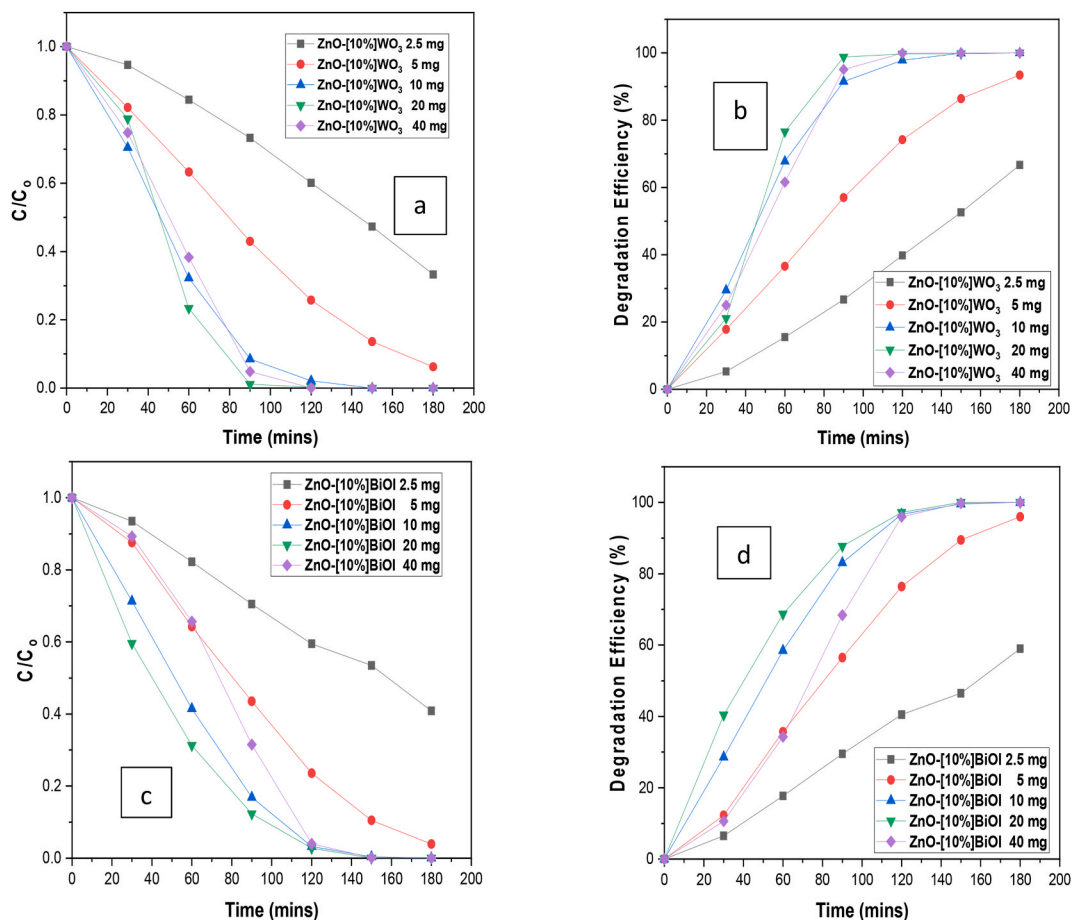 1.0
0.8
0.6
0.4
0.2
0.0
C/C₀
ZnO-[10%]WO₃ 2.5 mg
ZnO-[10%]WO₃ 5 mg
ZnO-[10%]WO₃ 10 mg
ZnO-[10%]WO₃ 20 mg
ZnO-[10%]WO₃ 40 mg
a
0 20 40 60 80 100 120 140 160 180 200
Time (mins)
100
80
60
40
20
0
Degradation Efficiency (%)
b
ZnO-[10%]WO₃ 2.5 mg
ZnO-[10%]WO₃ 5 mg
ZnO-[10%]WO₃ 10 mg
ZnO-[10%]WO₃ 20 mg
ZnO-[10%]WO₃ 40 mg
0 20 40 60 80 100 120 140 160 180 200
Time (mins)
1.0
0.8
0.6
0.4
0.2
0.0
C/C₀
ZnO-[10%]BiOI 2.5 mg
ZnO-[10%]BiOI 5 mg
ZnO-[10%]BiOI 10 mg
ZnO-[10%]BiOI 20 mg
ZnO-[10%]BiOI 40 mg
c
0 20 40 60 80 100 120 140 160 180 200
Time (mins)
100
80
60
40
20
0
Degradation Efficiency (%)
d
ZnO-[10%]BiOI 2.5 mg
ZnO-[10%]BiOI 5 mg
ZnO-[10%]BiOI 10 mg
ZnO-[10%]BiOI 20 mg
ZnO-[10%]BiOI 40 mg
0 20 40 60 80 100 120 140 160 180 200
Time (mins)